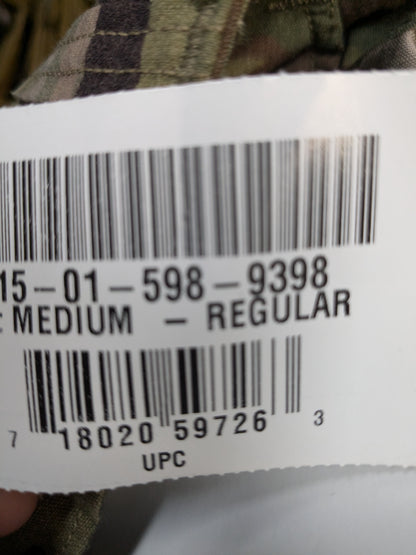 15-01-598-9398
: MEDIUM - REGULAR
7 18020 59726 3
UPC